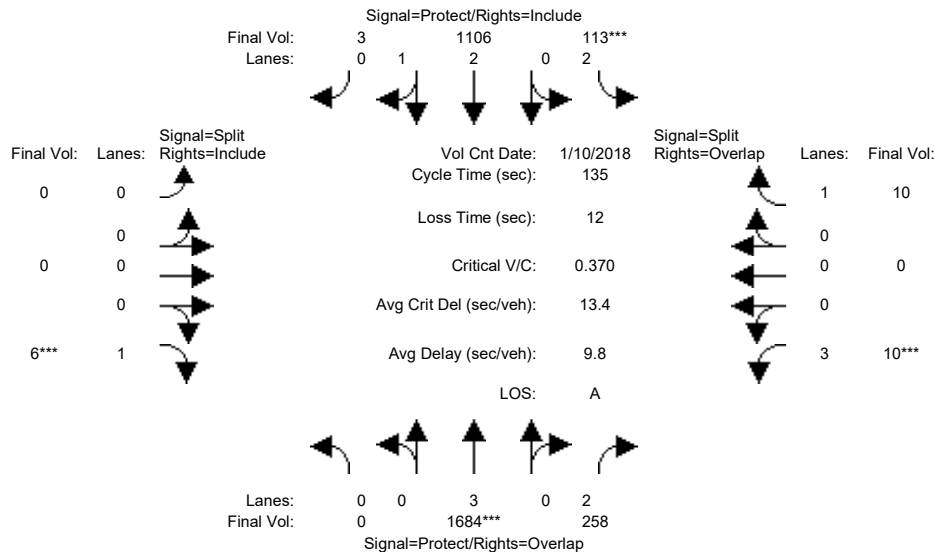 Signal=Protect/Rights=Include
Final Vol: 3 1106 113***
Lanes: 0 1 2 0 2
Signal=Split
Final Vol: Lanes: Rights=Include
Vol Cnt Date: 1/10/2018
Signal=Split
Rights=Overlap Lanes: Final Vol:
Cycle Time (sec): 135
0 0
1 10
Loss Time (sec): 12
0
0
0 0
Critical V/C: 0.370
0 0
0
Avg Crit Del (sec/veh): 13.4
0
6*** 1
Avg Delay (sec/veh): 9.8
3 10***
LOS: A
Lanes: 0 0 3 0 2
Final Vol: 0 1684*** 258
Signal=Protect/Rights=Overlap